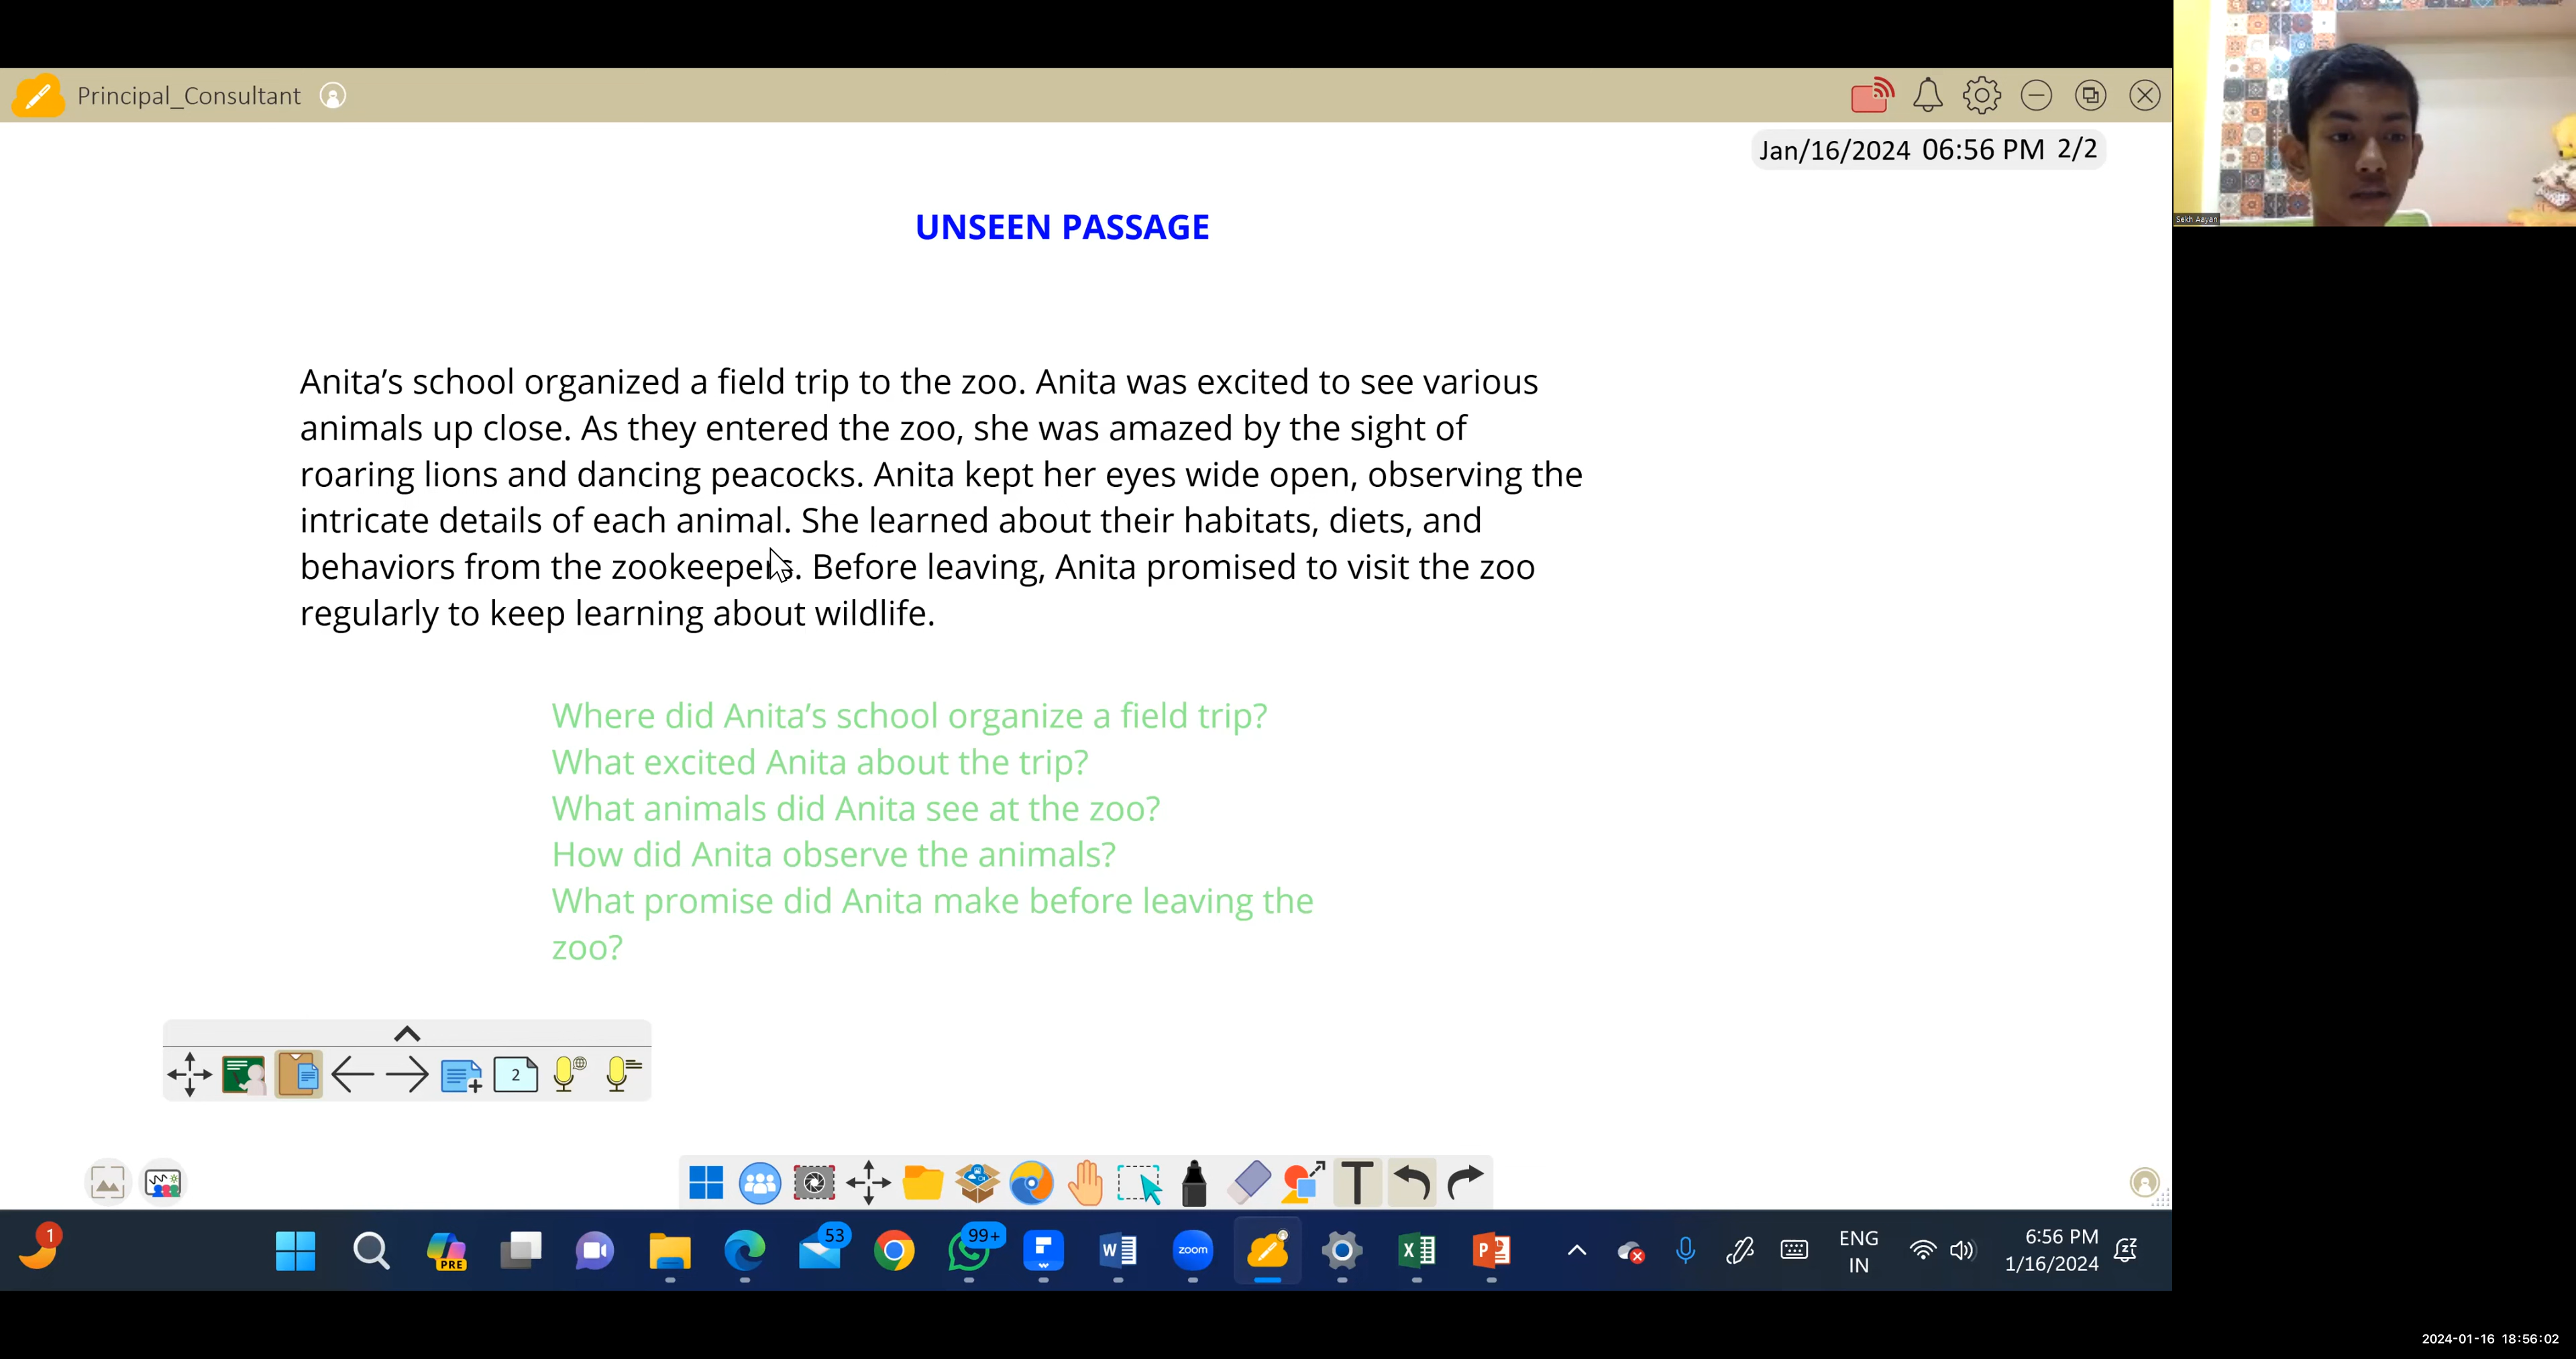 Principal_Consultant
Jan/16/2024 06:56 PM 2/2
Sekh Aayan
UNSEEN PASSAGE
Anita’s school organized a field trip to the zoo. Anita was excited to see various
animals up close. As they entered the zoo, she was amazed by the sight of
roaring lions and dancing peacocks. Anita kept her eyes wide open, observing the
intricate details of each animal. She learned about their habitats, diets, and
behaviors from the zookeepers. Before leaving, Anita promised to visit the zoo
regularly to keep learning about wildlife.
Where did Anita’s school organize a field trip?
What excited Anita about the trip?
What animals did Anita see at the zoo?
How did Anita observe the animals?
What promise did Anita make before leaving the
zoo?
2
T
1
PRE
53
99+
W
zoom
X
P
ENG
IN
6:56 PM
1/16/2024
2024-01-16 18:56:02